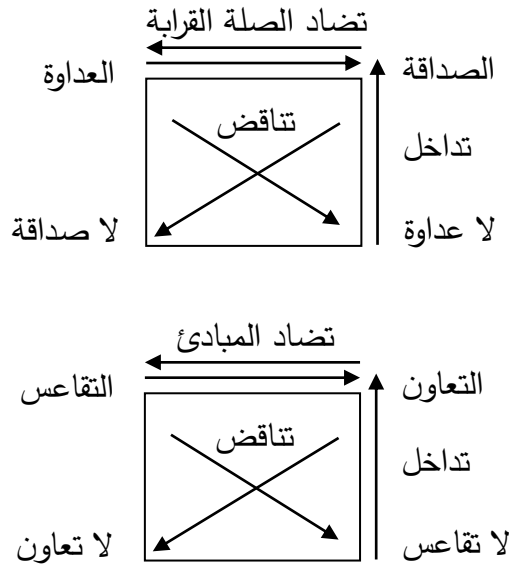 تضاد الصلة القرابة
الصداقة
العداوة
تناقض
تداخل
لا عداوة
لا صداقة
تضاد المبادئ
التعاون
التقاعس
تناقض
تداخل
لا تقاعس
لا تعاون